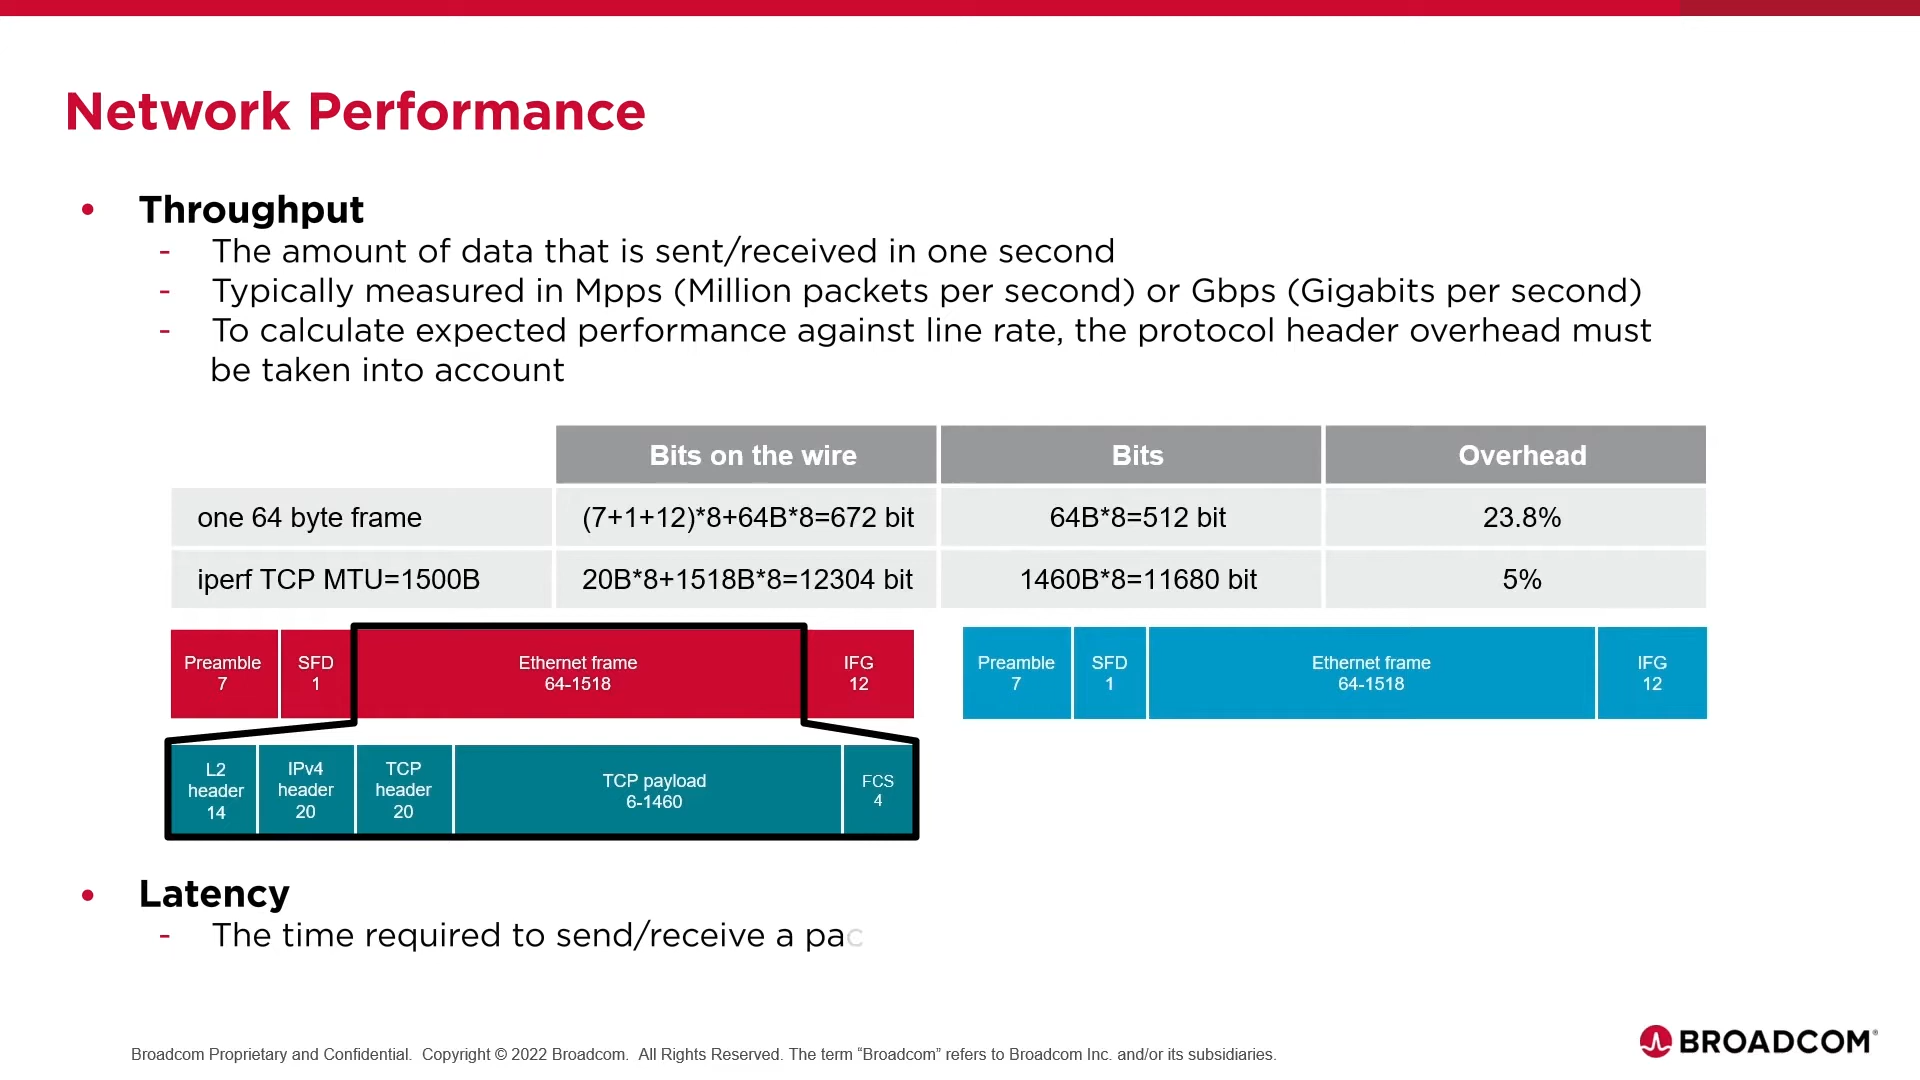 Network Performance
• Throughput
- The amount of data that is sent/received in one second
- Typically measured in Mpps (Million packets per second) or Gbps (Gigabits per second)
- To calculate expected performance against line rate, the protocol header overhead must
be taken into account
Bits on the wire Bits Overhead
one 64 byte frame (7+1+12)*8+64B*8=672 bit 64B*8=512 bit 23.8%
iperf TCP MTU=1500B 20B*8+1518B*8=12304 bit 1460B*8=11680 bit 5%
Preamble SFD Ethernet frame IFG Preamble SFD Ethernet frame IFG
7 1 64-1518 12 7 1 64-1518 12
L2 header 14
IPv4 header 20
TCP header 20
TCP payload 6-1460
FCS 4
• Latency
- The time required to send/receive a pac
Broadcom Proprietary and Confidential. Copyright © 2022 Broadcom. All Rights Reserved. The term “Broadcom” refers to Broadcom Inc. and/or its subsidiaries.
BROADCOM®